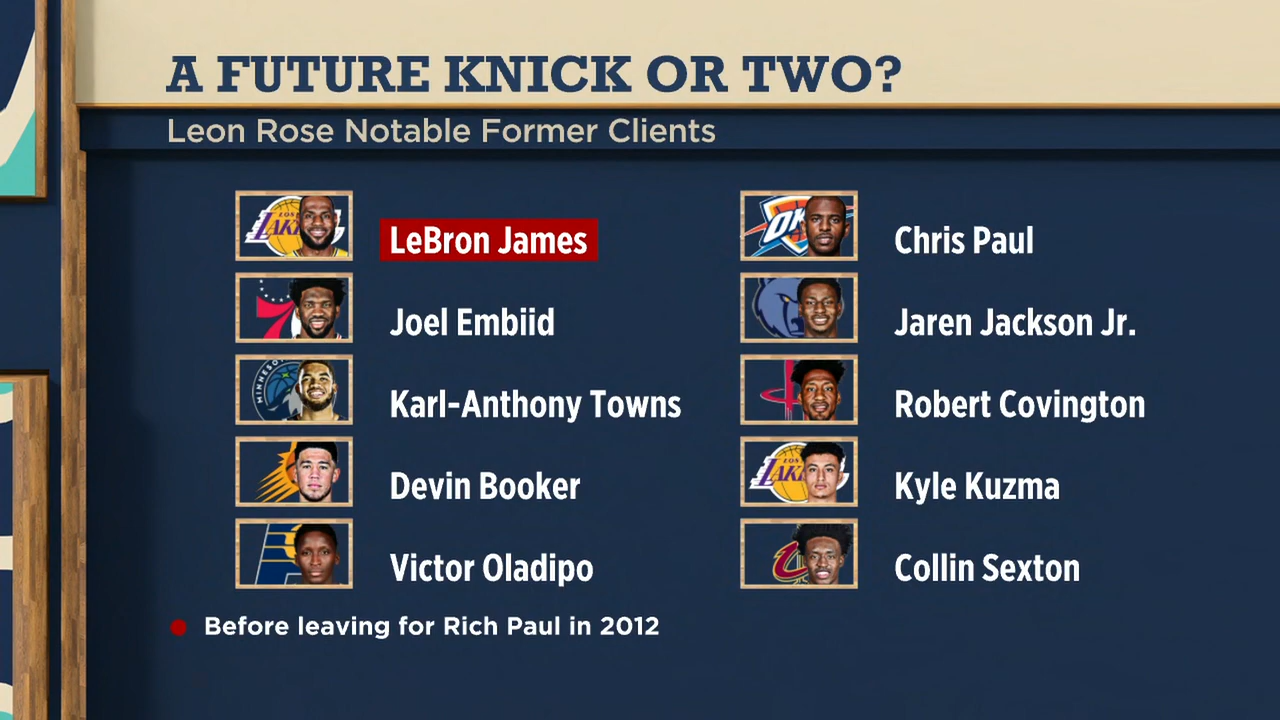 A FUTURE KNICK OR TWO?
Leon Rose Notable Former Clients
LeBron James
Joel Embiid
Karl-Anthony Towns
Devin Booker
Victor Oladipo
Chris Paul
Jaren Jackson Jr.
Robert Covington
Kyle Kuzma
Collin Sexton
Before leaving for Rich Paul in 2012